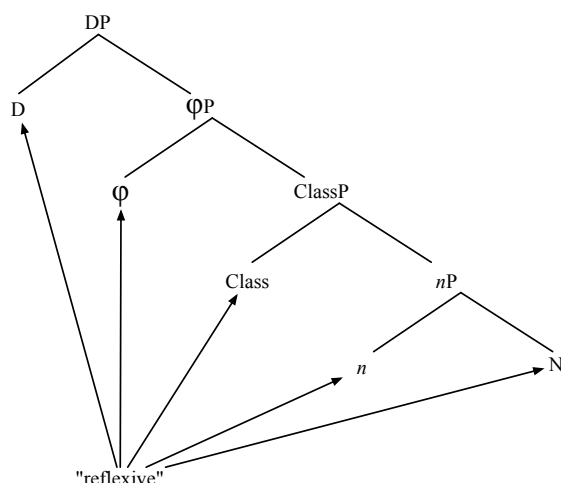 DP
D φP
φ ClassP
Class nP
n N
"reflexive"